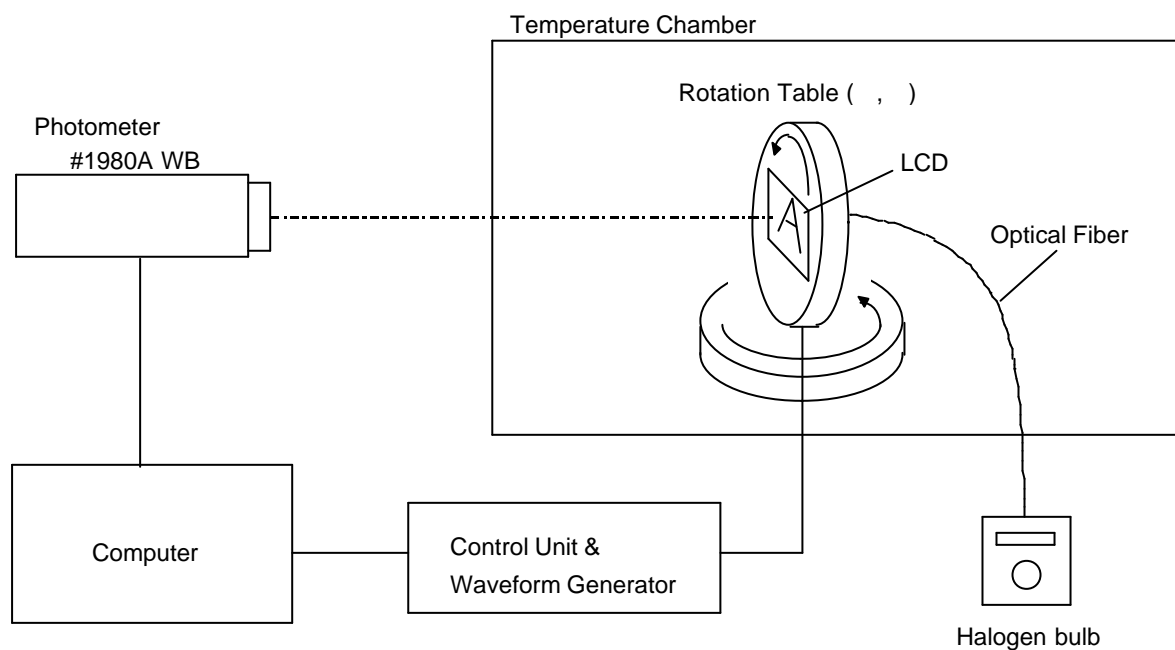 Temperature Chamber
Rotation Table ( , )
Photometer
#1980A WB
LCD
A
Optical Fiber
Computer
Control Unit &
Waveform Generator
Halogen bulb